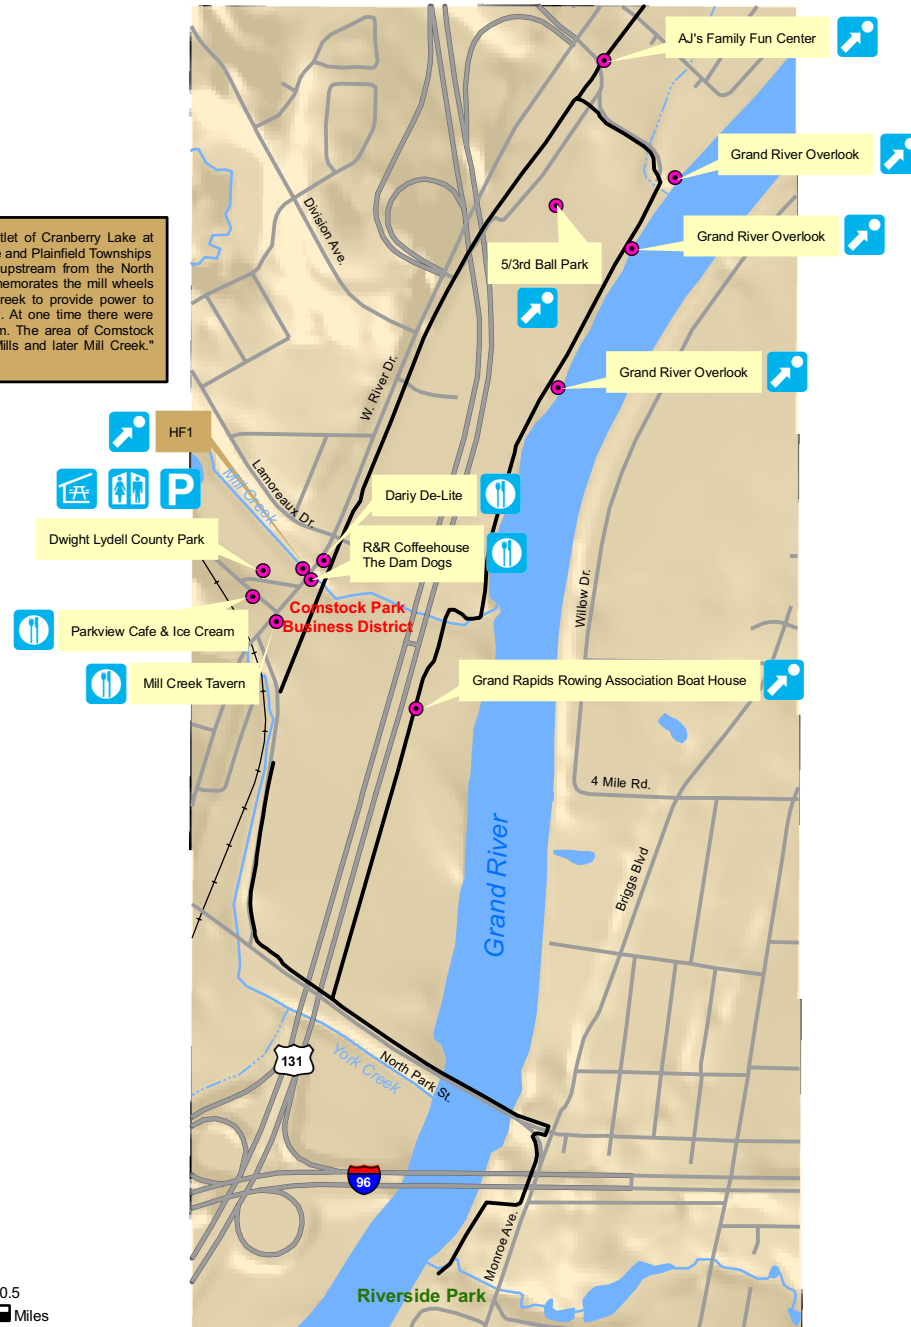 AJ's Family Fun Center
Grand River Overlook
Grand River Overlook
5/3rd Ball Park
Division Ave.
tlet of Cranberry Lake at
e and Plainfield Townships
upstream from the North
nemorates the mill wheels
reek to provide power to
. At one time there were
m. The area of Comstock
Mills and later Mill Creek."
W. River Dr.
Grand River Overlook
HF1
Lamoreaux Dr.
Mill Creek
P
Dariy De-Lite
Dwight Lydell County Park
R&R Coffeehouse
The Dam Dogs
Willow Dr.
Comstock Park
Business District
Parkview Cafe & Ice Cream
Mill Creek Tavern
Grand Rapids Rowing Association Boat House
4 Mile Rd.
Grand River
Briggs Blvd
131
York Creek
North Park St.
96
Monroe Ave.
Riverside Park
0.5
Miles